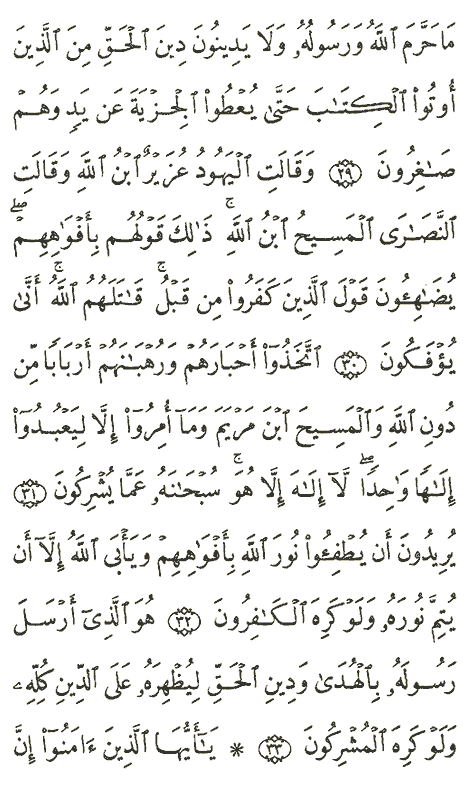 مَا حَرَّمَ ٱللَّهُ وَرَسُولُهُۥ وَلَا يَدِينُونَ دِينَ ٱلْحَقِّ مِنَ ٱلَّذِينَ
أُوتُوا۟ ٱلْكِتَـٰبَ حَتَّىٰ يُعْطُوا۟ ٱلْجِزْيَةَ عَن يَدٍ وَهُمْ
صَـٰغِرُونَ ۝٢٩ وَقَالَتِ ٱلْيَهُودُ عُزَيْرٌ ٱبْنُ ٱللَّهِ وَقَالَتِ
ٱلنَّصَـٰرَى ٱلْمَسِيحُ ٱبْنُ ٱللَّهِ ۚ ذَٰلِكَ قَوْلُهُم بِأَفْوَٰهِهِمْ ۖ
يُضَـٰهِـُٔونَ قَوْلَ ٱلَّذِينَ كَفَرُوا۟ مِن قَبْلُ ۚ قَـٰتَلَهُمُ ٱللَّهُ ۚ أَنَّىٰ
يُؤْفَكُونَ ۝٣٠ ٱتَّخَذُوٓا۟ أَحْبَارَهُمْ وَرُهْبَـٰنَهُمْ أَرْبَابًا مِّن
دُونِ ٱللَّهِ وَٱلْمَسِيحَ ٱبْنَ مَرْيَمَ وَمَآ أُمِرُوٓا۟ إِلَّا لِيَعْبُدُوٓا۟
إِلَـٰهًا وَٰحِدًا ۖ لَّآ إِلَـٰهَ إِلَّا هُوَ ۚ سُبْحَـٰنَهُۥ عَمَّا يُشْرِكُونَ ۝٣١
يُرِيدُونَ أَن يُطْفِـُٔوا۟ نُورَ ٱللَّهِ بِأَفْوَٰهِهِمْ وَيَأْبَى ٱللَّهُ إِلَّآ أَن
يُتِمَّ نُورَهُۥ وَلَوْ كَرِهَ ٱلْكَـٰفِرُونَ ۝٣٢ هُوَ ٱلَّذِىٓ أَرْسَلَ
رَسُولَهُۥ بِٱلْهُدَىٰ وَدِينِ ٱلْحَقِّ لِيُظْهِرَهُۥ عَلَى ٱلدِّينِ كُلِّهِۦ
وَلَوْ كَرِهَ ٱلْمُشْرِكُونَ ۝٣٣ * يَـٰٓأَيُّهَا ٱلَّذِينَ ءَامَنُوٓا۟ إِنَّ